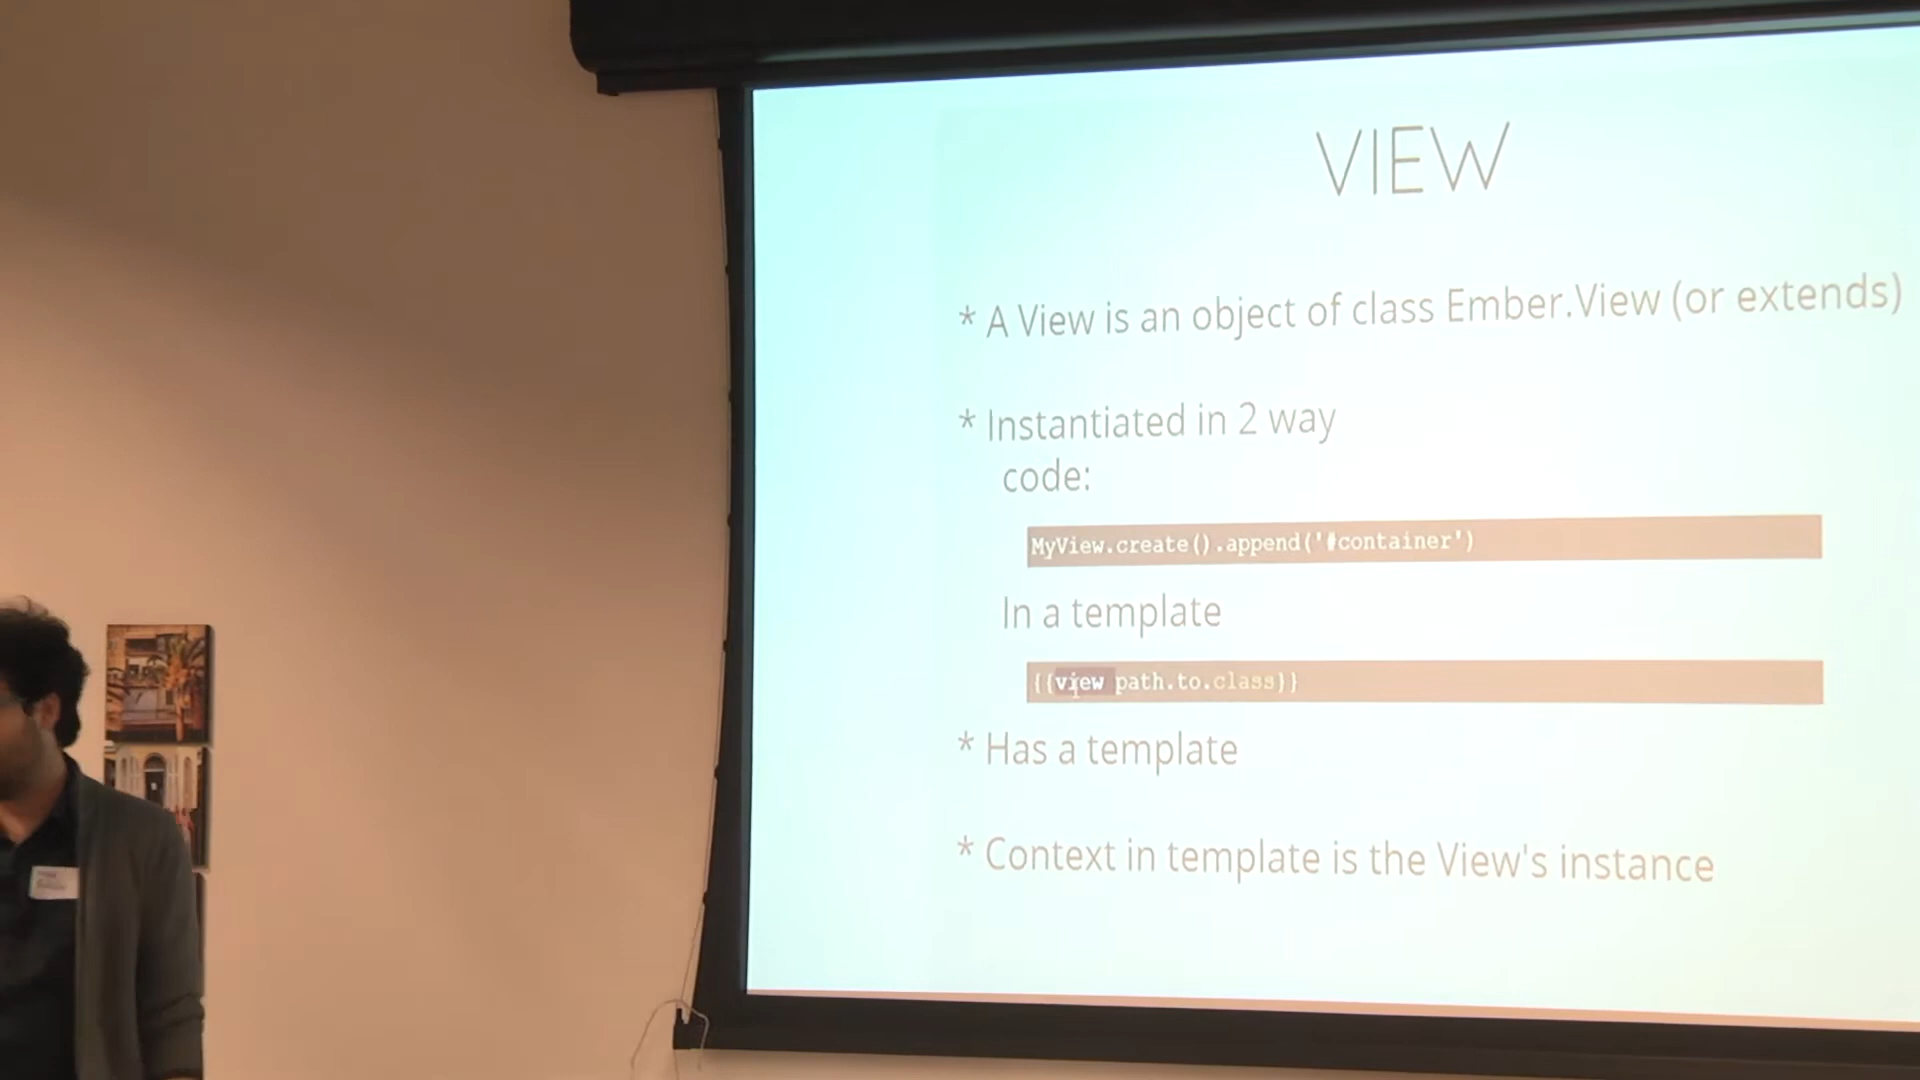 VIEW
* A View is an object of class Ember.View (or extends)
* Instantiated in 2 way
code:
MyView.create().append('#container')
In a template
{{view path.to.class}}
* Has a template
* Context in template is the View's instance